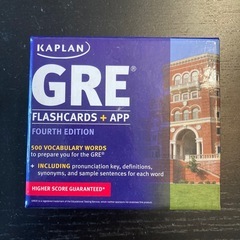 KAPLAN
GRE®
FLASHCARDS + APP
FOURTH EDITION
500 VOCABULARY WORDS
to prepare you for the GRE®
+ INCLUDING pronunciation key, definitions,
synonyms, and sample sentences for each word
HIGHER SCORE GUARANTEED*